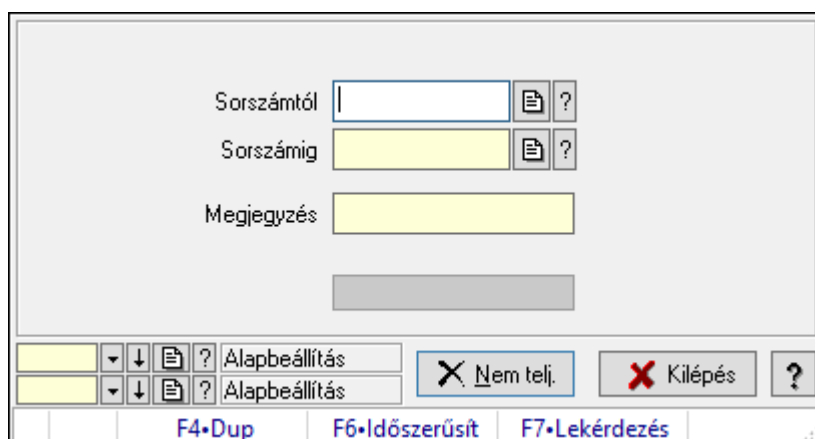 Sorszámtól ?
Sorszámig ?
Megjegyzés
? Alapbeállítás
? Alapbeállítás
Nem telj. Kilépés ?
F4•Dup F6•Időszerűsít F7•Lekérdezés